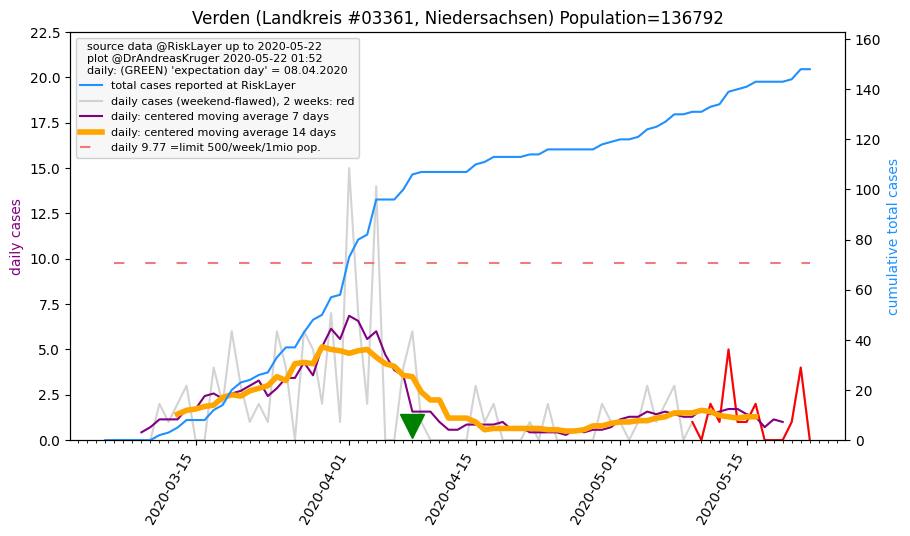 Verden (Landkreis #03361, Niedersachsen) Population=136792
source data @RiskLayer up to 2020-05-22
plot @DrAndreasKruger 2020-05-22 01:52
daily: (GREEN) 'expectation day' = 08.04.2020
total cases reported at RiskLayer
daily cases (weekend-flawed), 2 weeks: red
daily: centered moving average 7 days
daily: centered moving average 14 days
daily 9.77 =limit 500/week/1mio pop.
daily cases
22.5
20.0
17.5
15.0
12.5
10.0
7.5
5.0
2.5
0.0
cumulative total cases
160
140
120
100
80
60
40
20
0
2020-03-15
2020-04-01
2020-04-15
2020-05-01
2020-05-15